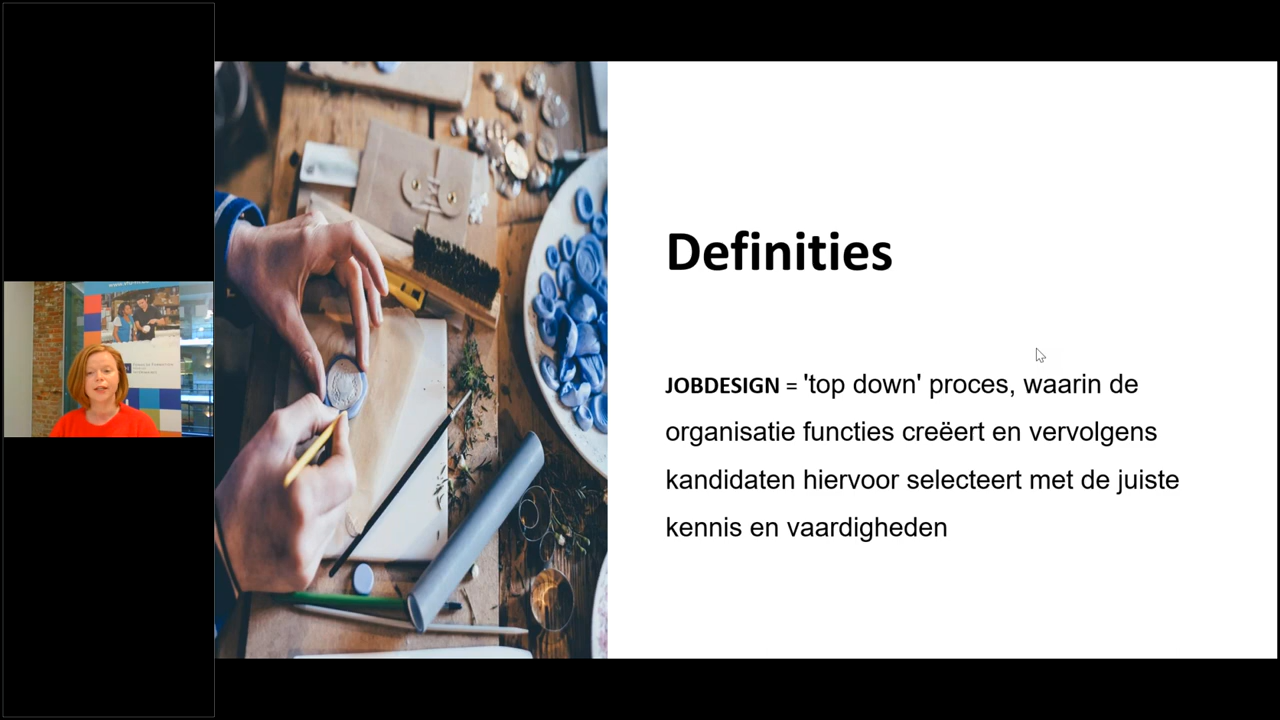 Definities
JOBDESIGN = 'top down' proces, waarin de
organisatie functies creëert en vervolgens
kandidaten hiervoor selecteert met de juiste
kennis en vaardigheden